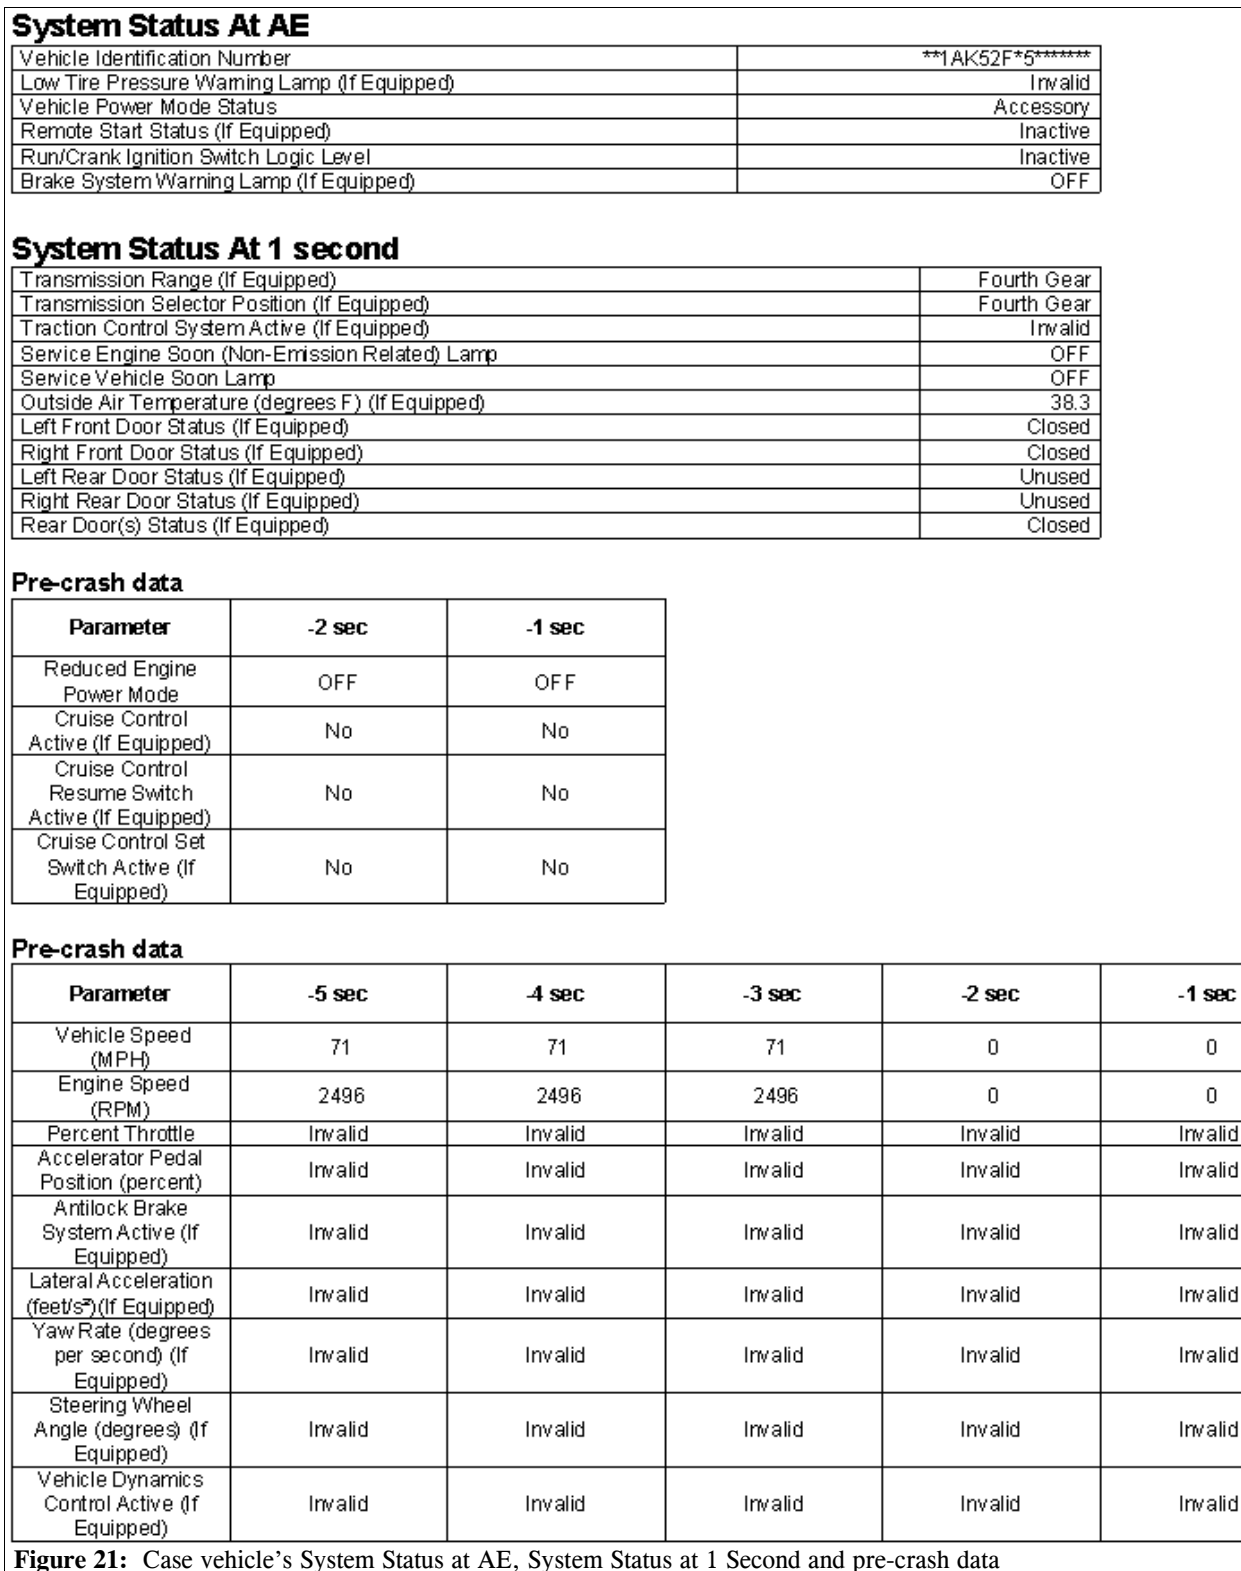 System Status At AE
Vehicle Identification Number **1AK52F*5*******
Low Tire Pressure Warning Lamp (If Equipped) Invalid
Vehicle Power Mode Status Accessory
Remote Start Status (If Equipped) Inactive
Run/Crank Ignition Switch Logic Level Inactive
Brake System Warning Lamp (If Equipped) OFF
System Status At 1 second
Transmission Range (If Equipped) Fourth Gear
Transmission Selector Position (If Equipped) Fourth Gear
Traction Control System Active (If Equipped) Invalid
Service Engine Soon (Non-Emission Related) Lamp OFF
Service Vehicle Soon Lamp OFF
Outside Air Temperature (degrees F) (If Equipped) 38.3
Left Front Door Status (If Equipped) Closed
Right Front Door Status (If Equipped) Closed
Left Rear Door Status (If Equipped) Unused
Right Rear Door Status (If Equipped) Unused
Rear Door(s) Status (If Equipped) Closed
Pre-crash data
Parameter -2 sec -1 sec
Reduced Engine
Power Mode OFF OFF
Cruise Control
Active (If Equipped) No No
Cruise Control
Resume Switch No No
Active (If Equipped)
Cruise Control Set
Switch Active (If No No
Equipped)
Pre-crash data
Parameter -5 sec -4 sec -3 sec -2 sec -1 sec
Vehicle Speed
(MPH) 71 71 71 0 0
Engine Speed
(RPM) 2496 2496 2496 0 0
Percent Throttle Invalid Invalid Invalid Invalid Invalid
Accelerator Pedal
Position (percent) Invalid Invalid Invalid Invalid Invalid
Antilock Brake
System Active (If Invalid Invalid Invalid Invalid Invalid
Equipped)
Lateral Acceleration
(feet/s²)(If Equipped) Invalid Invalid Invalid Invalid Invalid
Yaw Rate (degrees
per second) (If Invalid Invalid Invalid Invalid Invalid
Equipped)
Steering Wheel
Angle (degrees) (If Invalid Invalid Invalid Invalid Invalid
Equipped)
Vehicle Dynamics
Control Active (If Invalid Invalid Invalid Invalid Invalid
Equipped)
Figure 21: Case vehicle's System Status at AE, System Status at 1 Second and pre-crash data